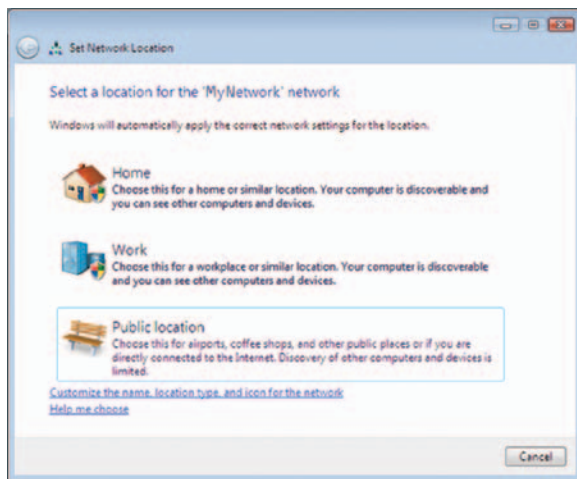 Set Network Location
Select a location for the 'MyNetwork' network
Windows will automatically apply the correct network settings for the location.
Home
Choose this for a home or similar location. Your computer is discoverable and
you can see other computers and devices.
Work
Choose this for a workplace or similar location. Your computer is discoverable
and you can see other computers and devices.
Public location
Choose this for airports, coffee shops, and other public places or if you are
directly connected to the Internet. Discovery of other computers and devices is
limited.
Customize the name, location type, and icon for the network
Help me choose
Cancel